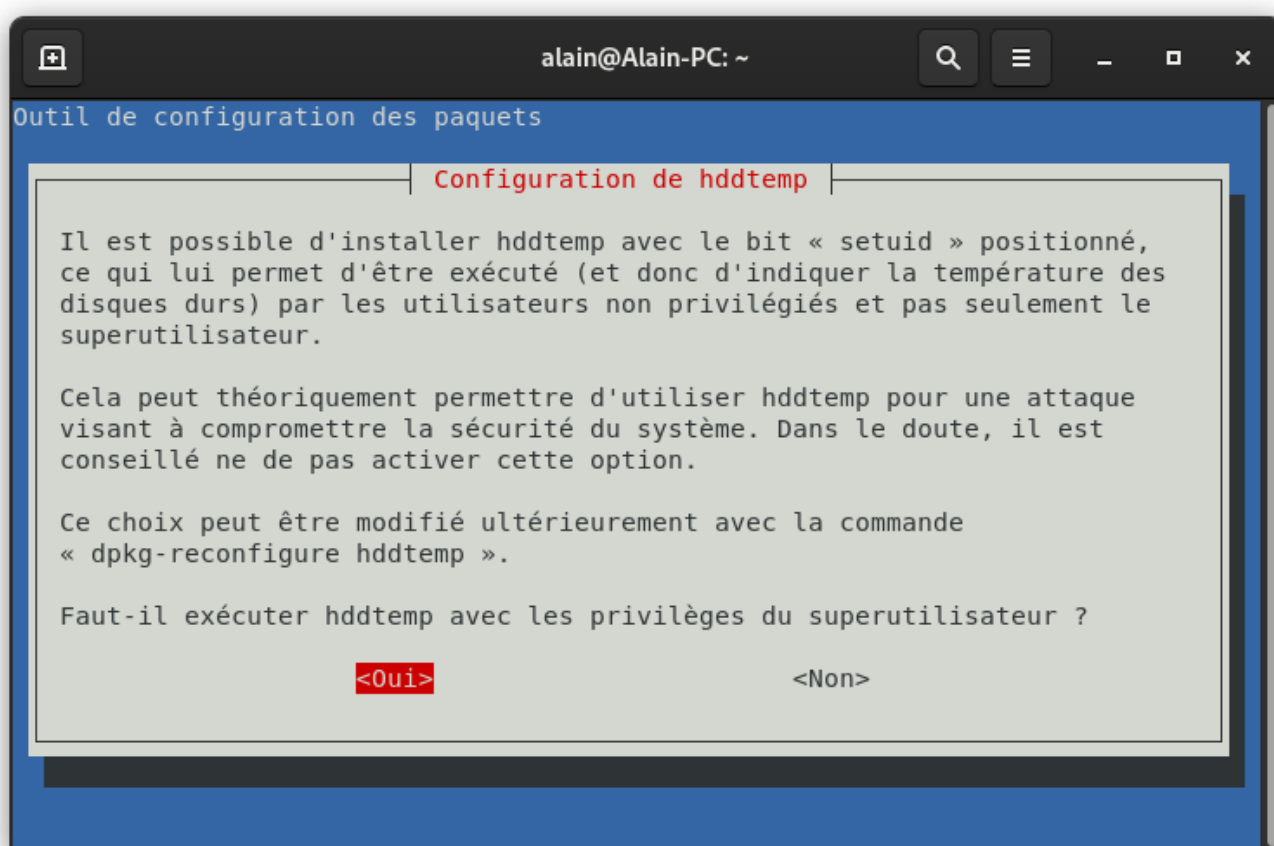 alain@Alain-PC: ~
Outil de configuration des paquets
Configuration de hddtemp
Il est possible d'installer hddtemp avec le bit « setuid » positionné,
ce qui lui permet d'être exécuté (et donc d'indiquer la température des
disques durs) par les utilisateurs non privilégiés et pas seulement le
superutilisateur.
Cela peut théoriquement permettre d'utiliser hddtemp pour une attaque
visant à compromettre la sécurité du système. Dans le doute, il est
conseillé ne de pas activer cette option.
Ce choix peut être modifié ultérieurement avec la commande
« dpkg-reconfigure hddtemp ».
Faut-il exécuter hddtemp avec les privilèges du superutilisateur ?
<Oui> <Non>